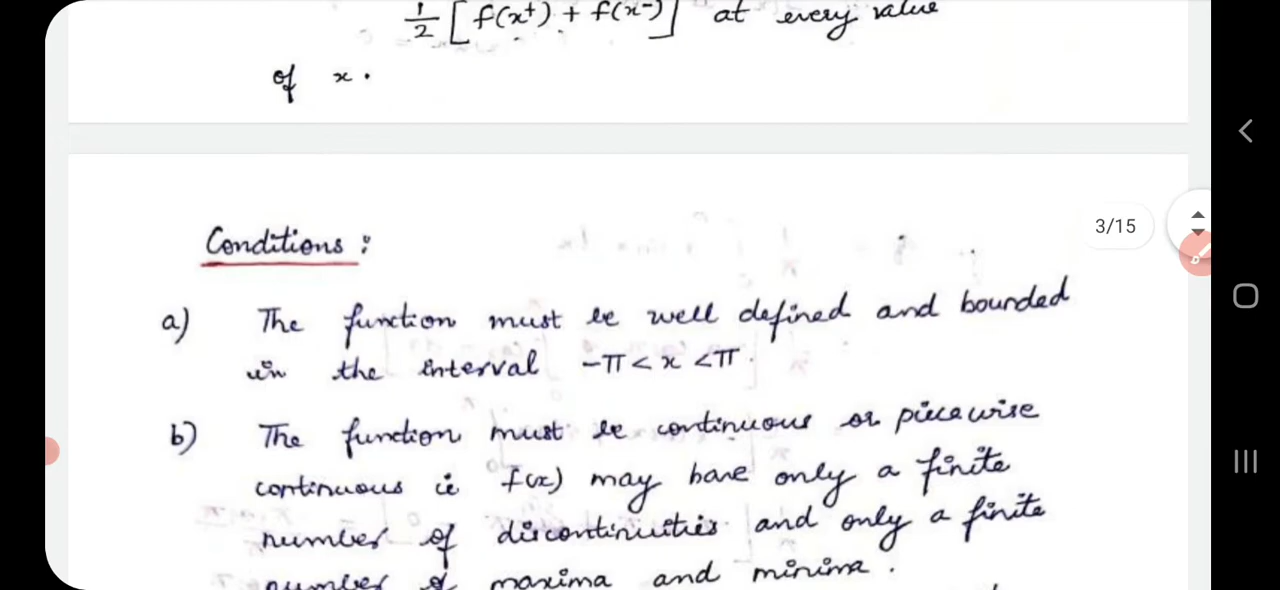 1/2 [ f(x⁺) + f(x⁻) ] at every value
of x .
3/15
Conditions :
a) The function must be well defined and bounded
in the interval -π < x < π .
b) The function must be continuous or piecewise
continuous ie f(x) may have only a finite
number of discontinuities and only a finite
number of maxima and minima .